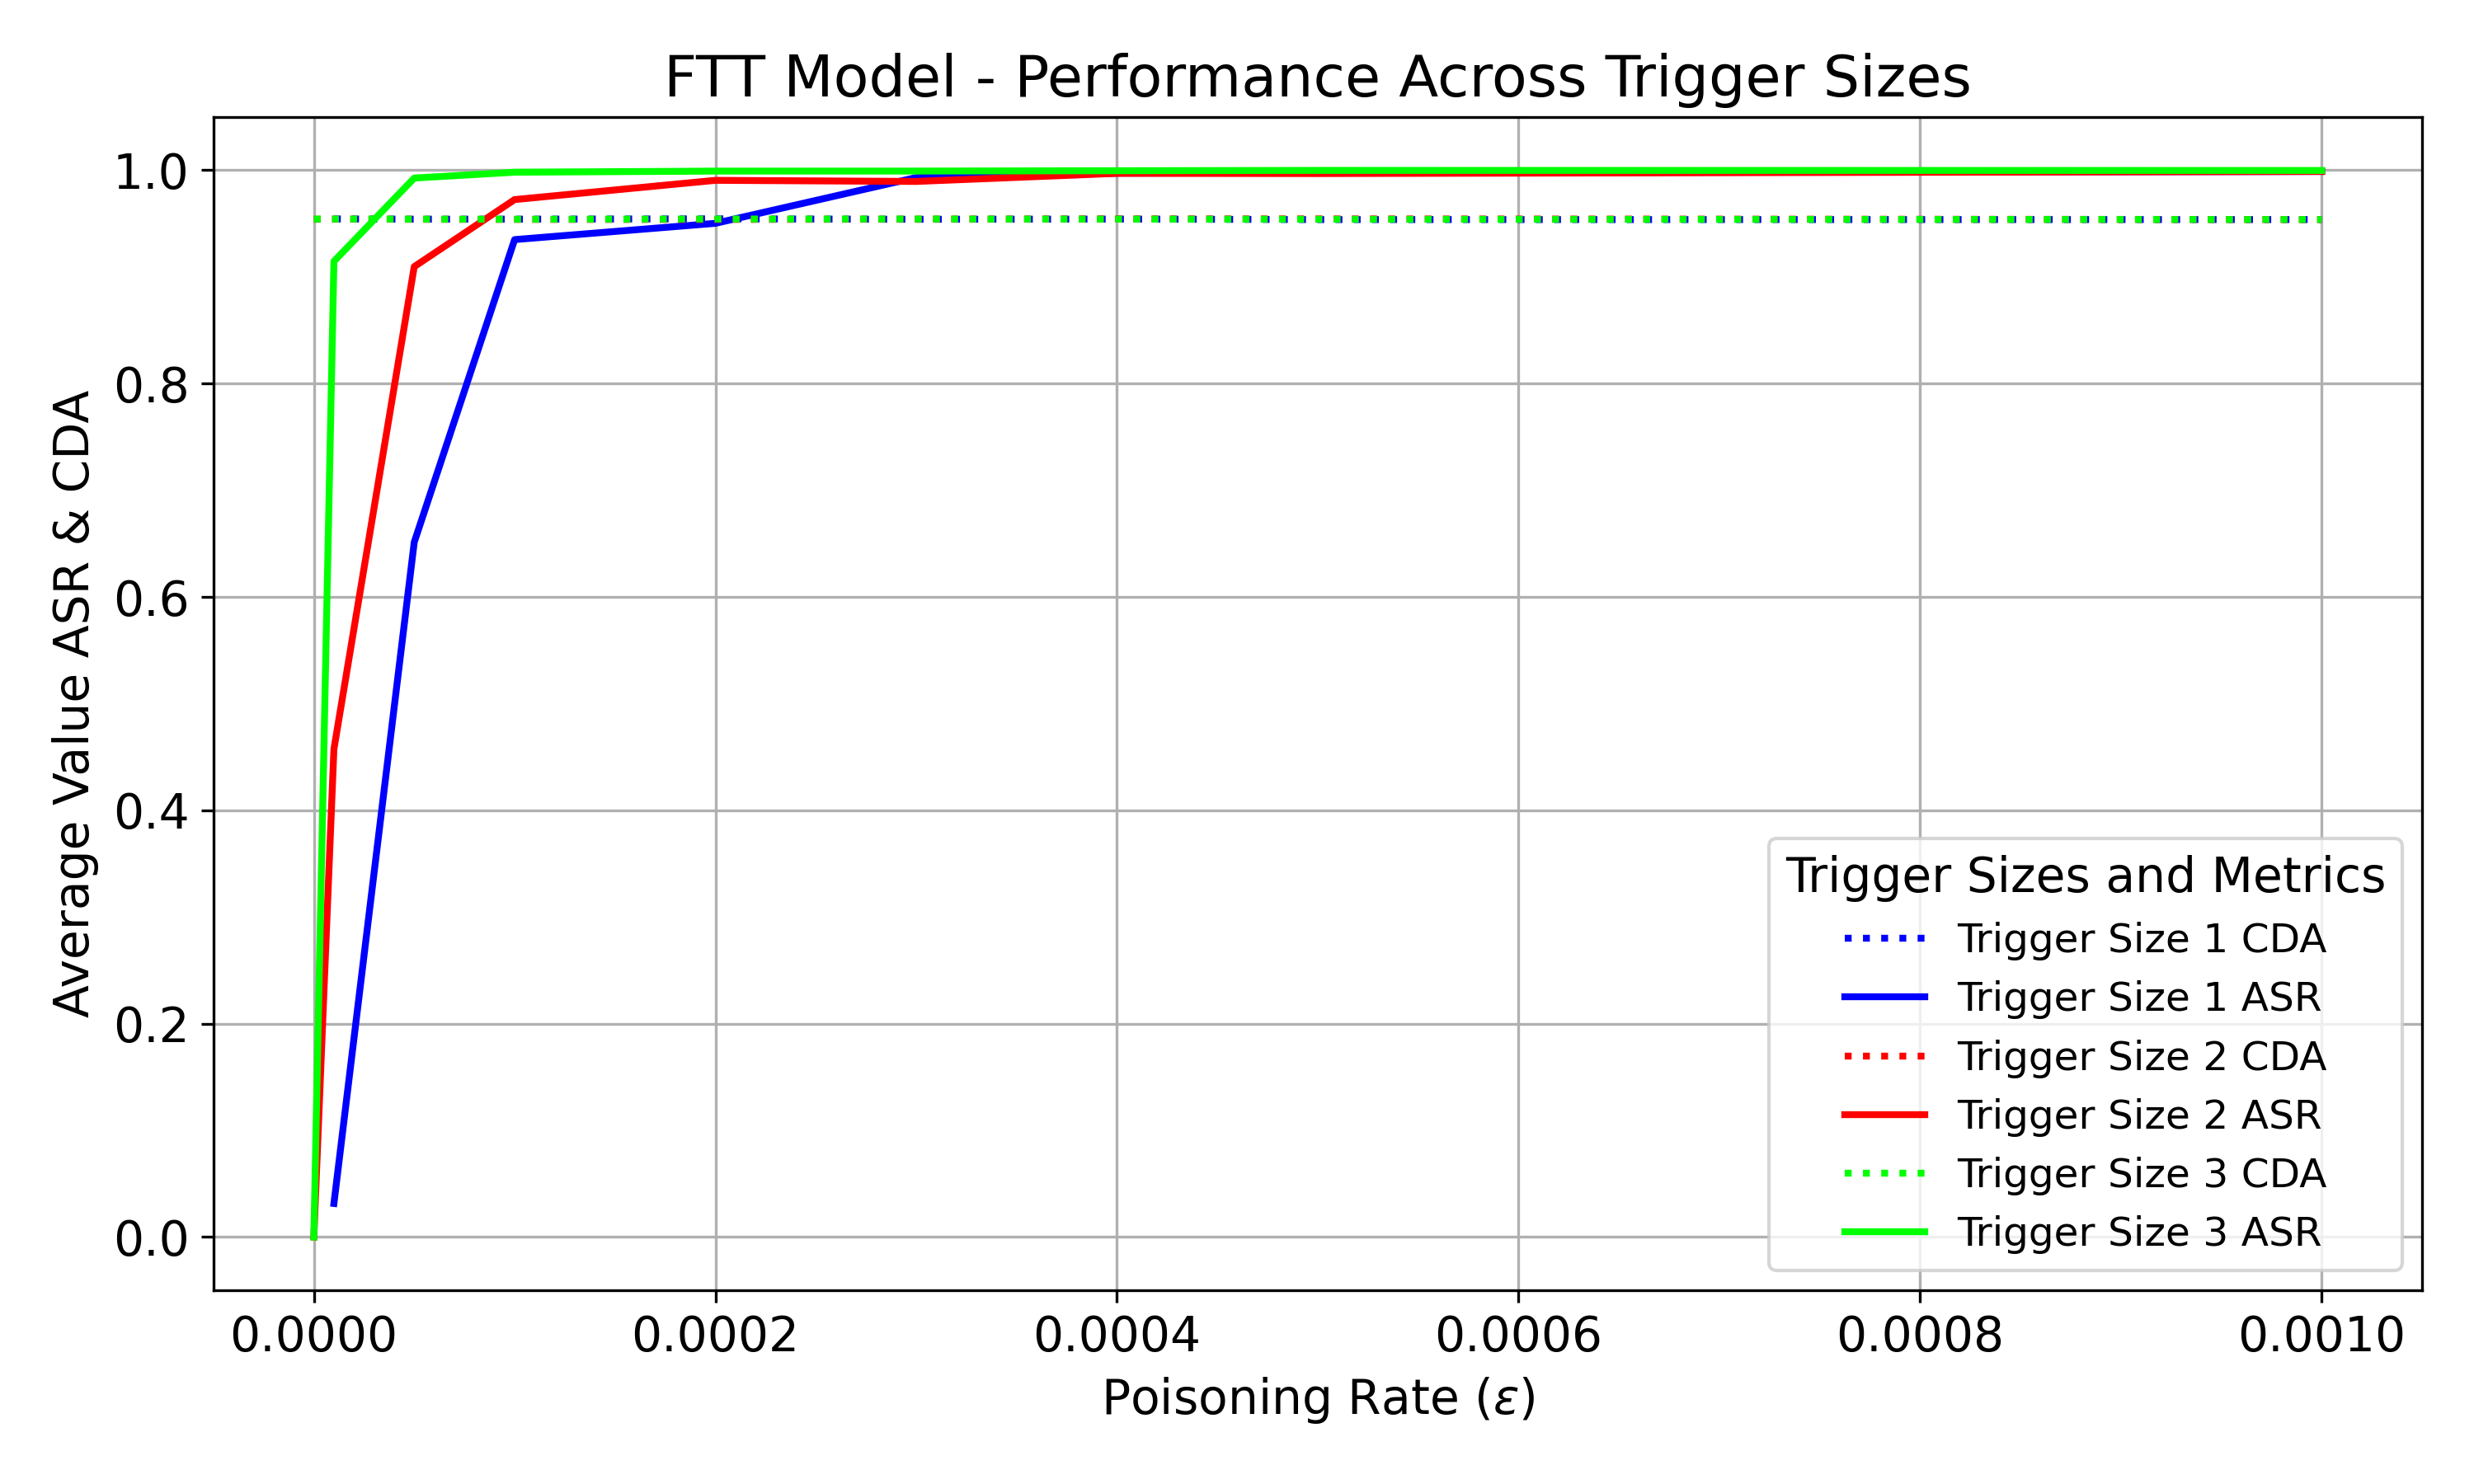 FTT Model - Performance Across Trigger Sizes
Average Value ASR & CDA
1.0
0.8
0.6
0.4
0.2
0.0
Trigger Sizes and Metrics
Trigger Size 1 CDA
Trigger Size 1 ASR
Trigger Size 2 CDA
Trigger Size 2 ASR
Trigger Size 3 CDA
Trigger Size 3 ASR
0.0000 0.0002 0.0004 0.0006 0.0008 0.0010
Poisoning Rate (ε)